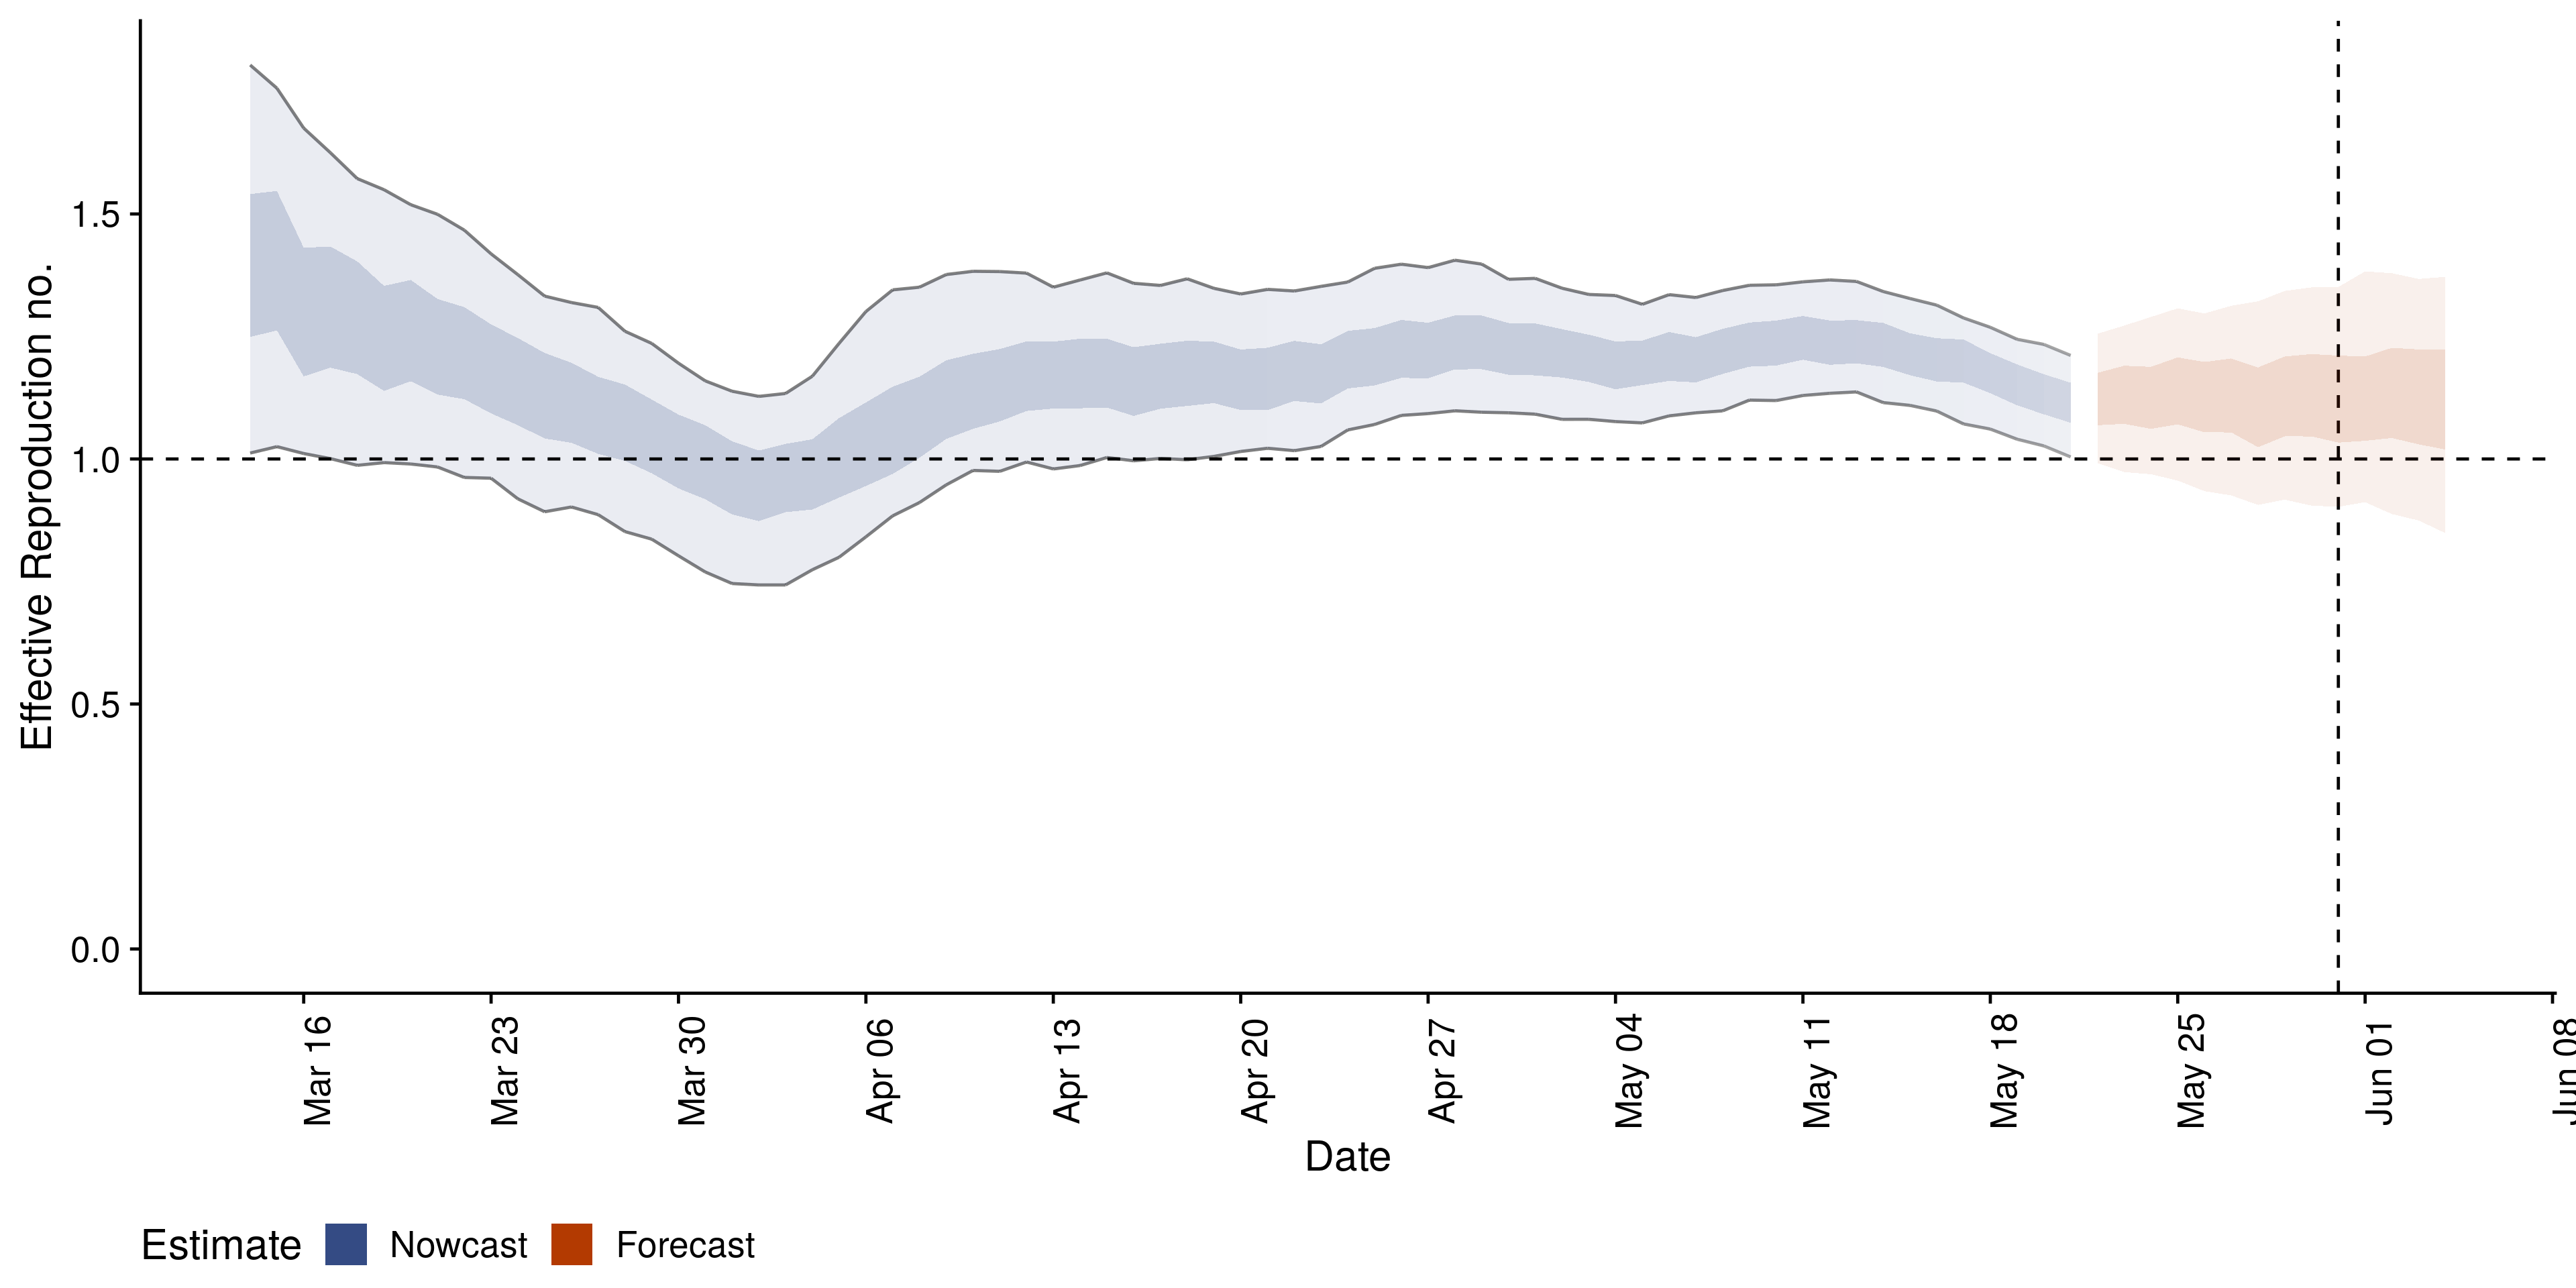 Effective Reproduction no.
1.5
1.0
0.5
0.0
Mar 16
Mar 23
Mar 30
Apr 06
Apr 13
Apr 20
Apr 27
May 04
May 11
May 18
May 25
Jun 01
Jun 08
Date
Estimate Nowcast Forecast